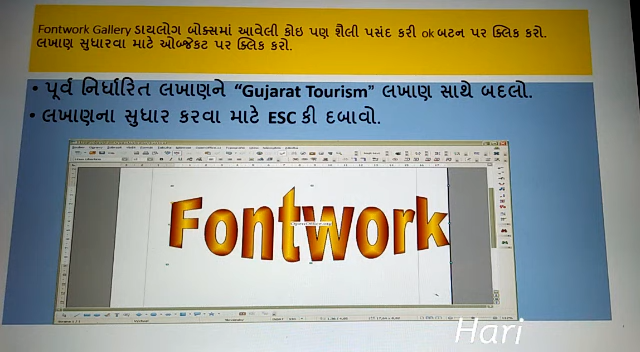 Fontwork Gallery ડાયલોગ બોક્સમાં આવેલી કોઇ પણ શૈલી પસંદ કરી ok બટન પર ક્લિક કરો.
લખાણ સુધારવા માટે ઓબ્જેકટ પર ક્લિક કરો.
• પૂર્વ નિર્ધારિત લખાણને “Gujarat Tourism” લખાણ સાથે બદલો.
• લખાણના સુધાર કરવા માટે ESC કી દબાવો.
Fontwork
Hari